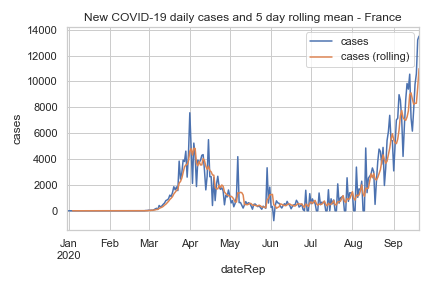 New COVID-19 daily cases and 5 day rolling mean - France
cases
cases (rolling)
14000
12000
10000
8000
6000
4000
2000
0
cases
Jan Feb Mar Apr May Jun Jul Aug Sep
2020
dateRep